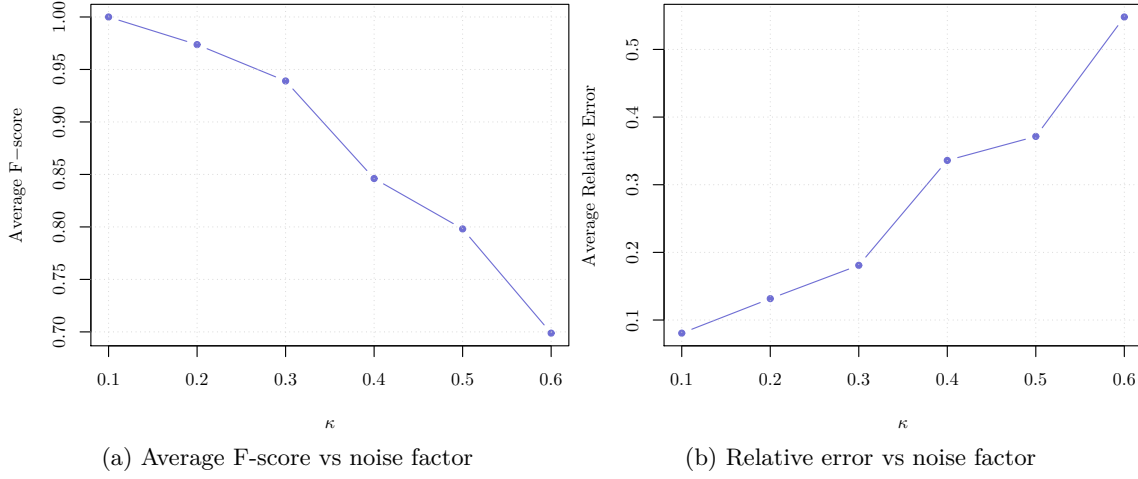 Average F−score
1.00
0.95
0.90
0.85
0.80
0.75
0.70
0.1 0.2 0.3 0.4 0.5 0.6
κ
(a) Average F-score vs noise factor
Average Relative Error
0.5
0.4
0.3
0.2
0.1
0.1 0.2 0.3 0.4 0.5 0.6
κ
(b) Relative error vs noise factor